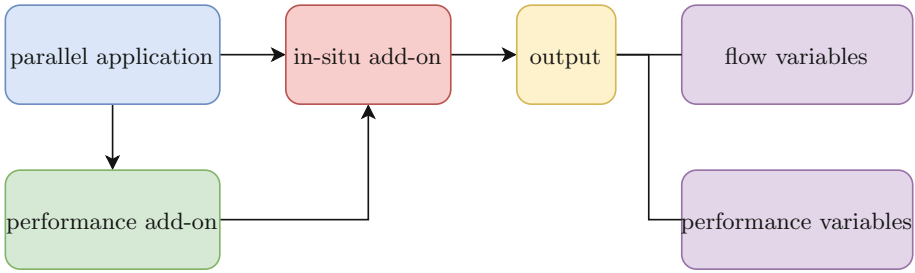 parallel application
in-situ add-on
output
flow variables
performance add-on
performance variables